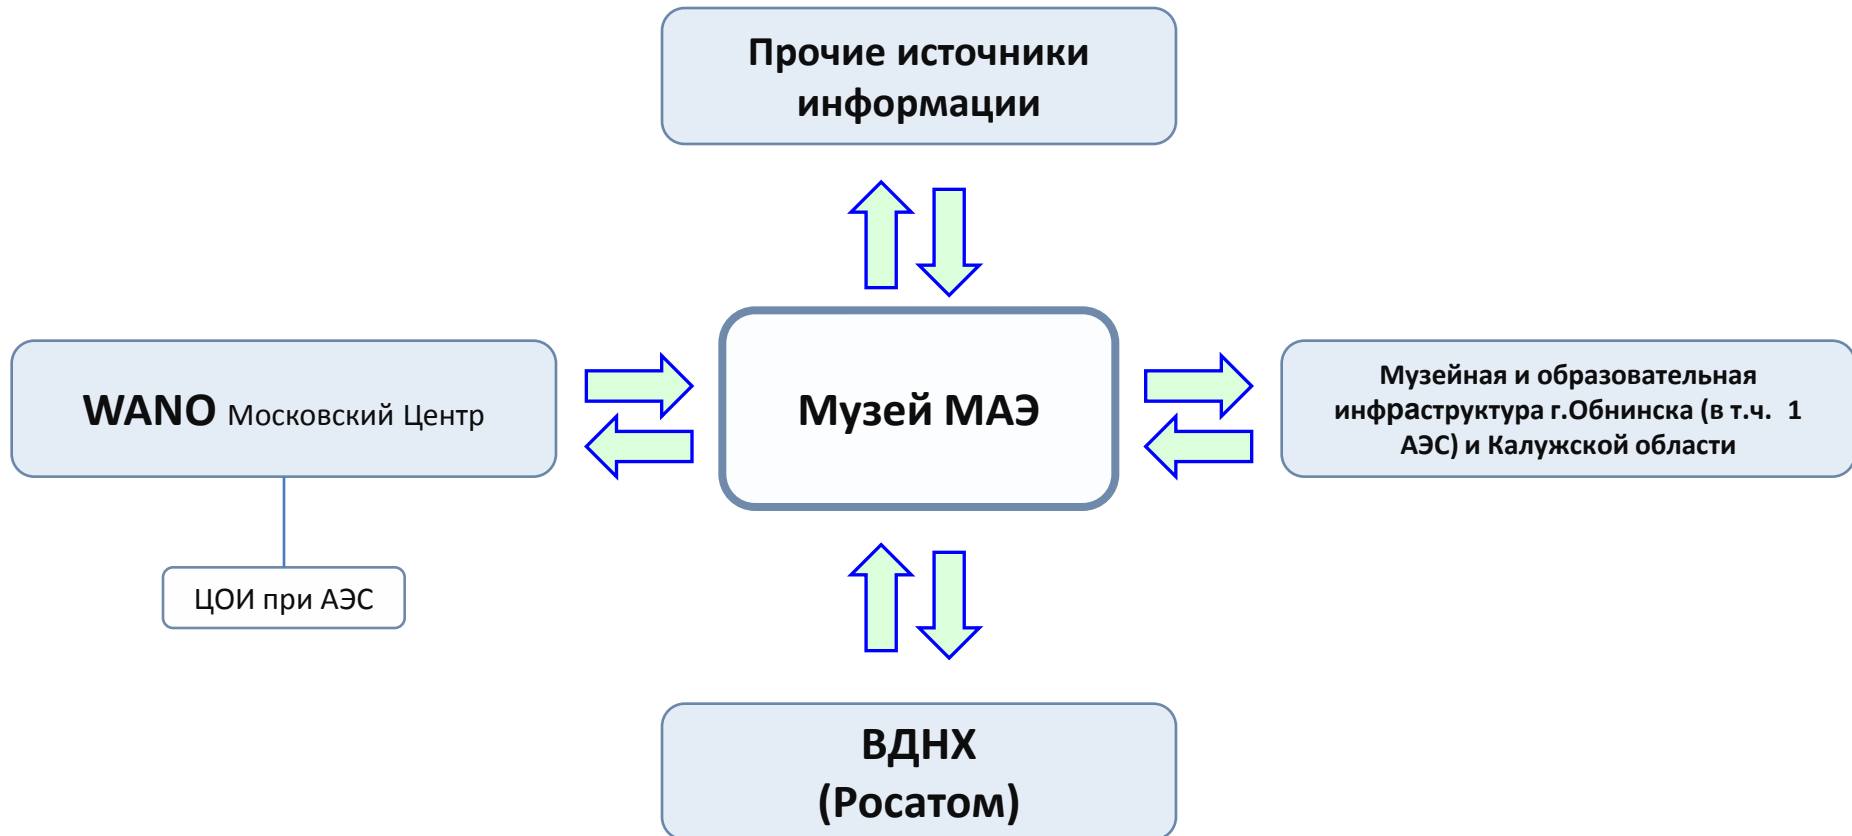 Прочие источники
информации
WANO Московский Центр
Музей МАЭ
Музейная и образовательная
инфраструктура г.Обнинска (в т.ч. 1
АЭС) и Калужской области
ЦОИ при АЭС
ВДНХ
(Росатом)